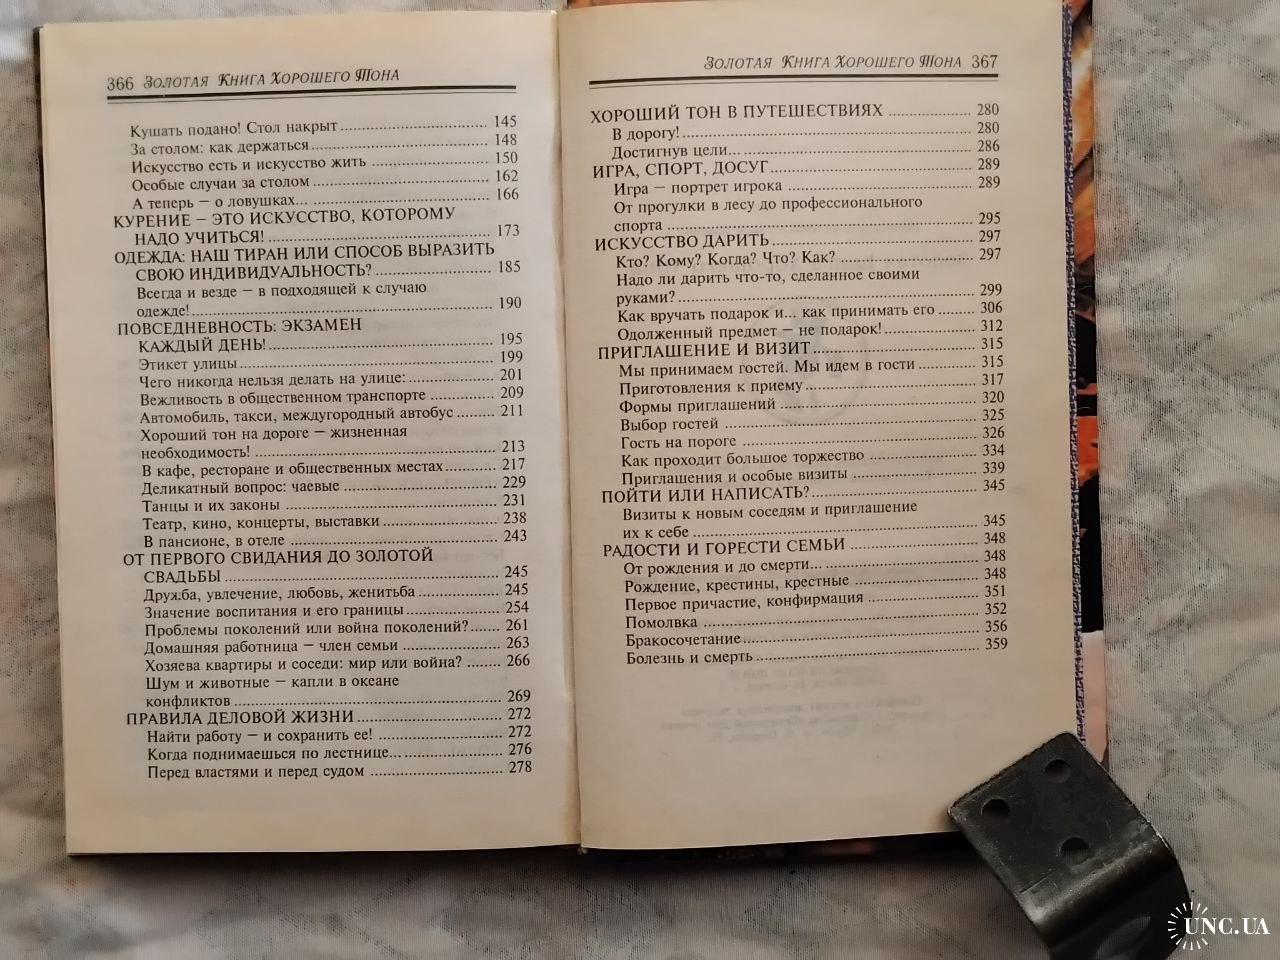 366 Золотая Книга Хорошего Тона
Кушать подано! Стол накрыт 145
За столом: как держаться 148
Искусство есть и искусство жить 150
Особые случаи за столом 162
А теперь – о ловушках... 166
КУРЕНИЕ – ЭТО ИСКУССТВО, КОТОРОМУ
НАДО УЧИТЬСЯ! 173
ОДЕЖДА: НАШ ТИРАН ИЛИ СПОСОБ ВЫРАЗИТЬ
СВОЮ ИНДИВИДУАЛЬНОСТЬ? 185
Всегда и везде – в подходящей к случаю
одежде! 190
ПОВСЕДНЕВНОСТЬ: ЭКЗАМЕН
КАЖДЫЙ ДЕНЬ! 195
Этикет улицы 199
Чего никогда нельзя делать на улице: 201
Вежливость в общественном транспорте 209
Автомобиль, такси, междугородный автобус 211
Хороший тон на дороге – жизненная
необходимость! 213
В кафе, ресторане и общественных местах 217
Деликатный вопрос: чаевые 229
Танцы и их законы 231
Театр, кино, концерты, выставки 238
В пансионе, в отеле 243
ОТ ПЕРВОГО СВИДАНИЯ ДО ЗОЛОТОЙ
СВАДЬБЫ 245
Дружба, увлечение, любовь, женитьба 245
Значение воспитания и его границы 254
Проблемы поколений или война поколений? 261
Домашняя работница – член семьи 263
Хозяева квартиры и соседи: мир или война? 266
Шум и животные – капли в океане
конфликтов 269
ПРАВИЛА ДЕЛОВОЙ ЖИЗНИ 272
Найти работу – и сохранить ее! 272
Когда поднимаешься по лестнице... 276
Перед властями и перед судом 278
Золотая Книга Хорошего Тона 367
ХОРОШИЙ ТОН В ПУТЕШЕСТВИЯХ 280
В дорогу! 280
Достигнув цели... 286
ИГРА, СПОРТ, ДОСУГ 289
Игра – портрет игрока 289
От прогулки в лесу до профессионального
спорта 295
ИСКУССТВО ДАРИТЬ 297
Кто? Кому? Когда? Что? Как? 297
Надо ли дарить что-то, сделанное своими
руками? 299
Как вручать подарок и... как принимать его 306
Одолженный предмет – не подарок! 312
ПРИГЛАШЕНИЕ И ВИЗИТ 315
Мы принимаем гостей. Мы идем в гости 315
Приготовления к приему 317
Формы приглашений 320
Выбор гостей 325
Гость на пороге 326
Как проходит большое торжество 334
Приглашения и особые визиты 339
ПОЙТИ ИЛИ НАПИСАТЬ? 345
Визиты к новым соседям и приглашение
их к себе 345
РАДОСТИ И ГОРЕСТИ СЕМЬИ 348
От рождения и до смерти... 348
Рождение, крестины, крестные 348
Первое причастие, конфирмация 351
Помолвка 352
Бракосочетание 356
Болезнь и смерть 359
UNC.UA